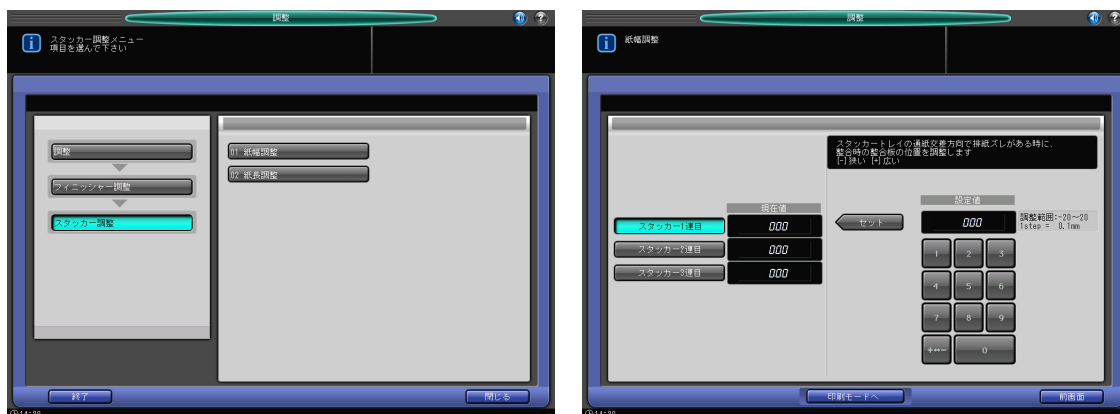 調整
スタッカー調整メニュー
項目を選んで下さい
調整
フィニッシャー調整
スタッカー調整
01 紙幅調整
02 紙長調整
終了
閉じる
14:30
調整
紙幅調整
スタッカートレイの通紙交差方向で排紙ズレがある時に、
整合時の整合板の位置を調整します
[-]狭い [+]広い
現在値
スタッカー1連目 000
スタッカー2連目 000
スタッカー3連目 000
セット
設定値
000
調整範囲:-20～20
1step = 0.1mm
1 2 3
4 5 6
7 8 9
+↔- 0
印刷モードへ
前画面
14:30